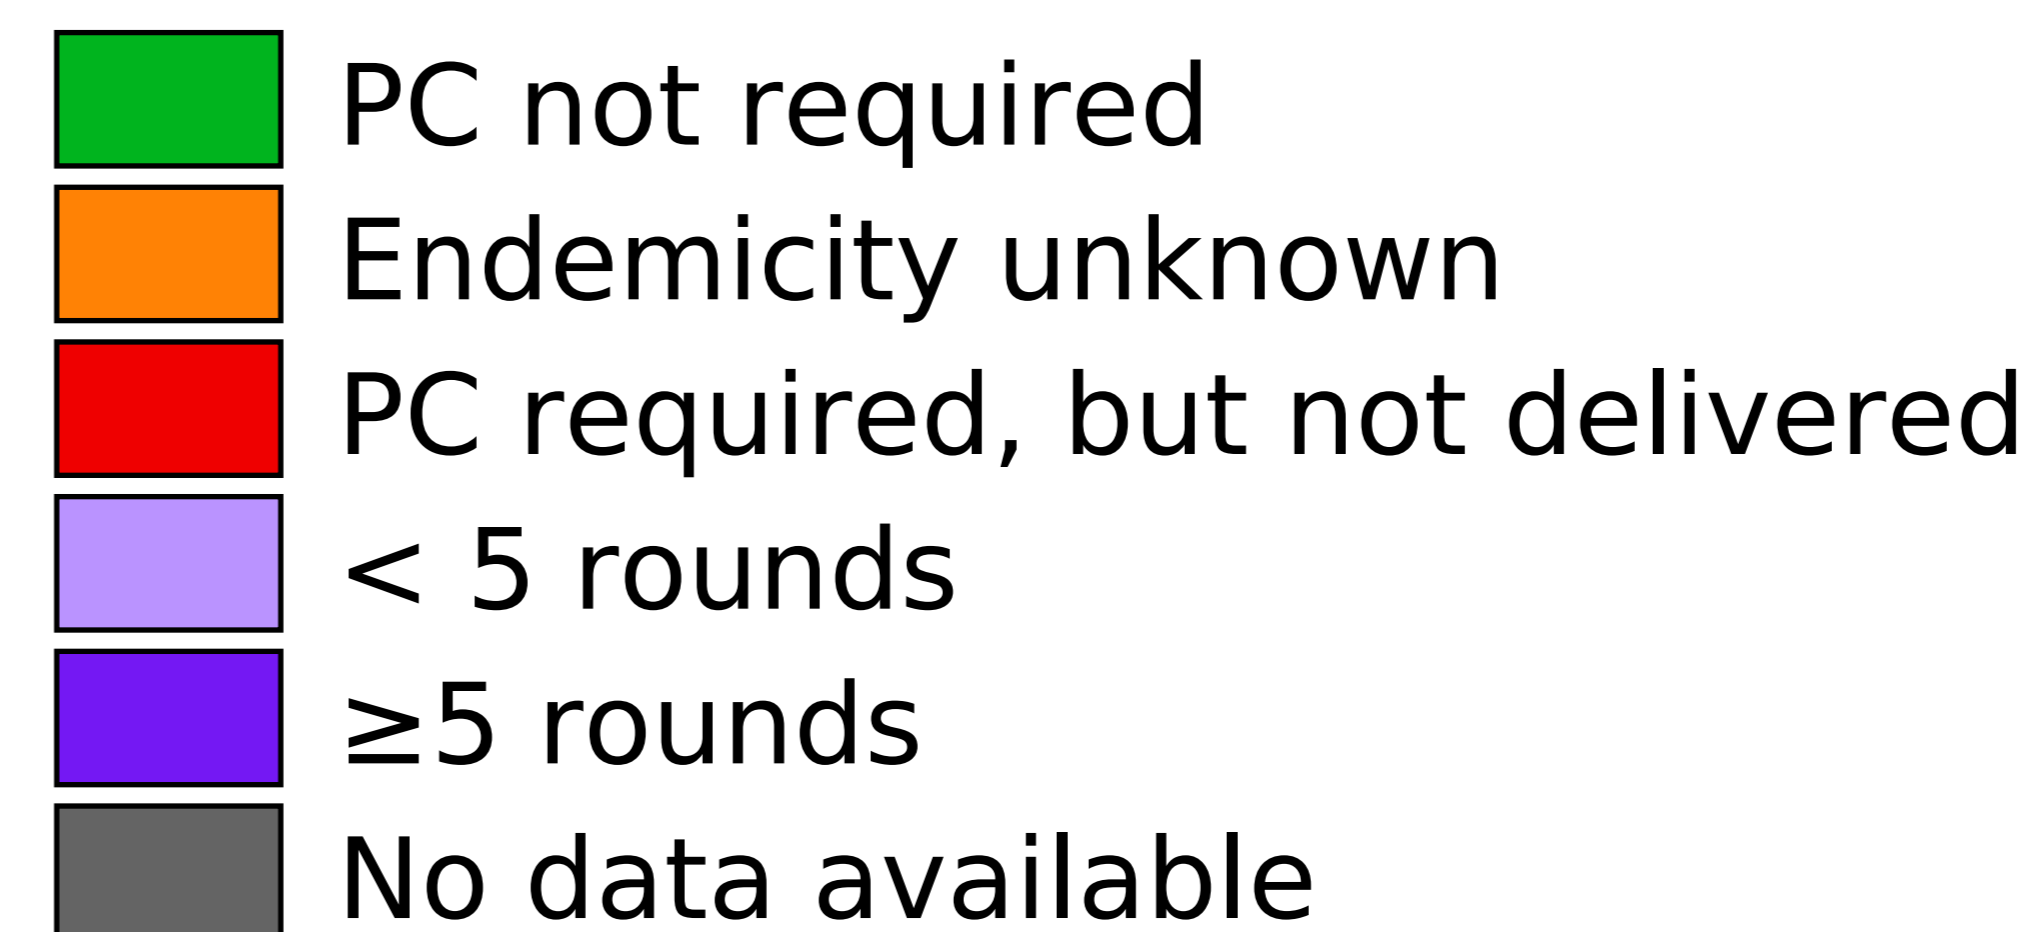 PC not required
Endemicity unknown
PC required, but not delivered
< 5 rounds
≥5 rounds
No data available